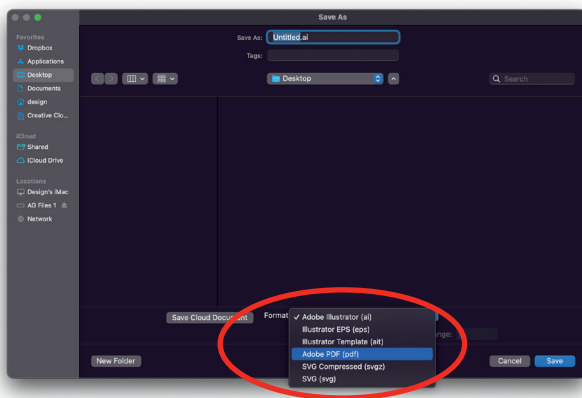 Save As
Favorites
Dropbox
Applications
Desktop
Documents
design
Creative Clo...
iCloud
Shared
iCloud Drive
Locations
Design's iMac
AG Files 1
Network
Save As: Untitled.ai
Tags:
Desktop
Search
Save Cloud Document
Format
✓ Adobe Illustrator (ai)
Illustrator EPS (eps)
Illustrator Template (ait)
Adobe PDF (pdf)
SVG Compressed (svgz)
SVG (svg)
New Folder
Cancel
Save